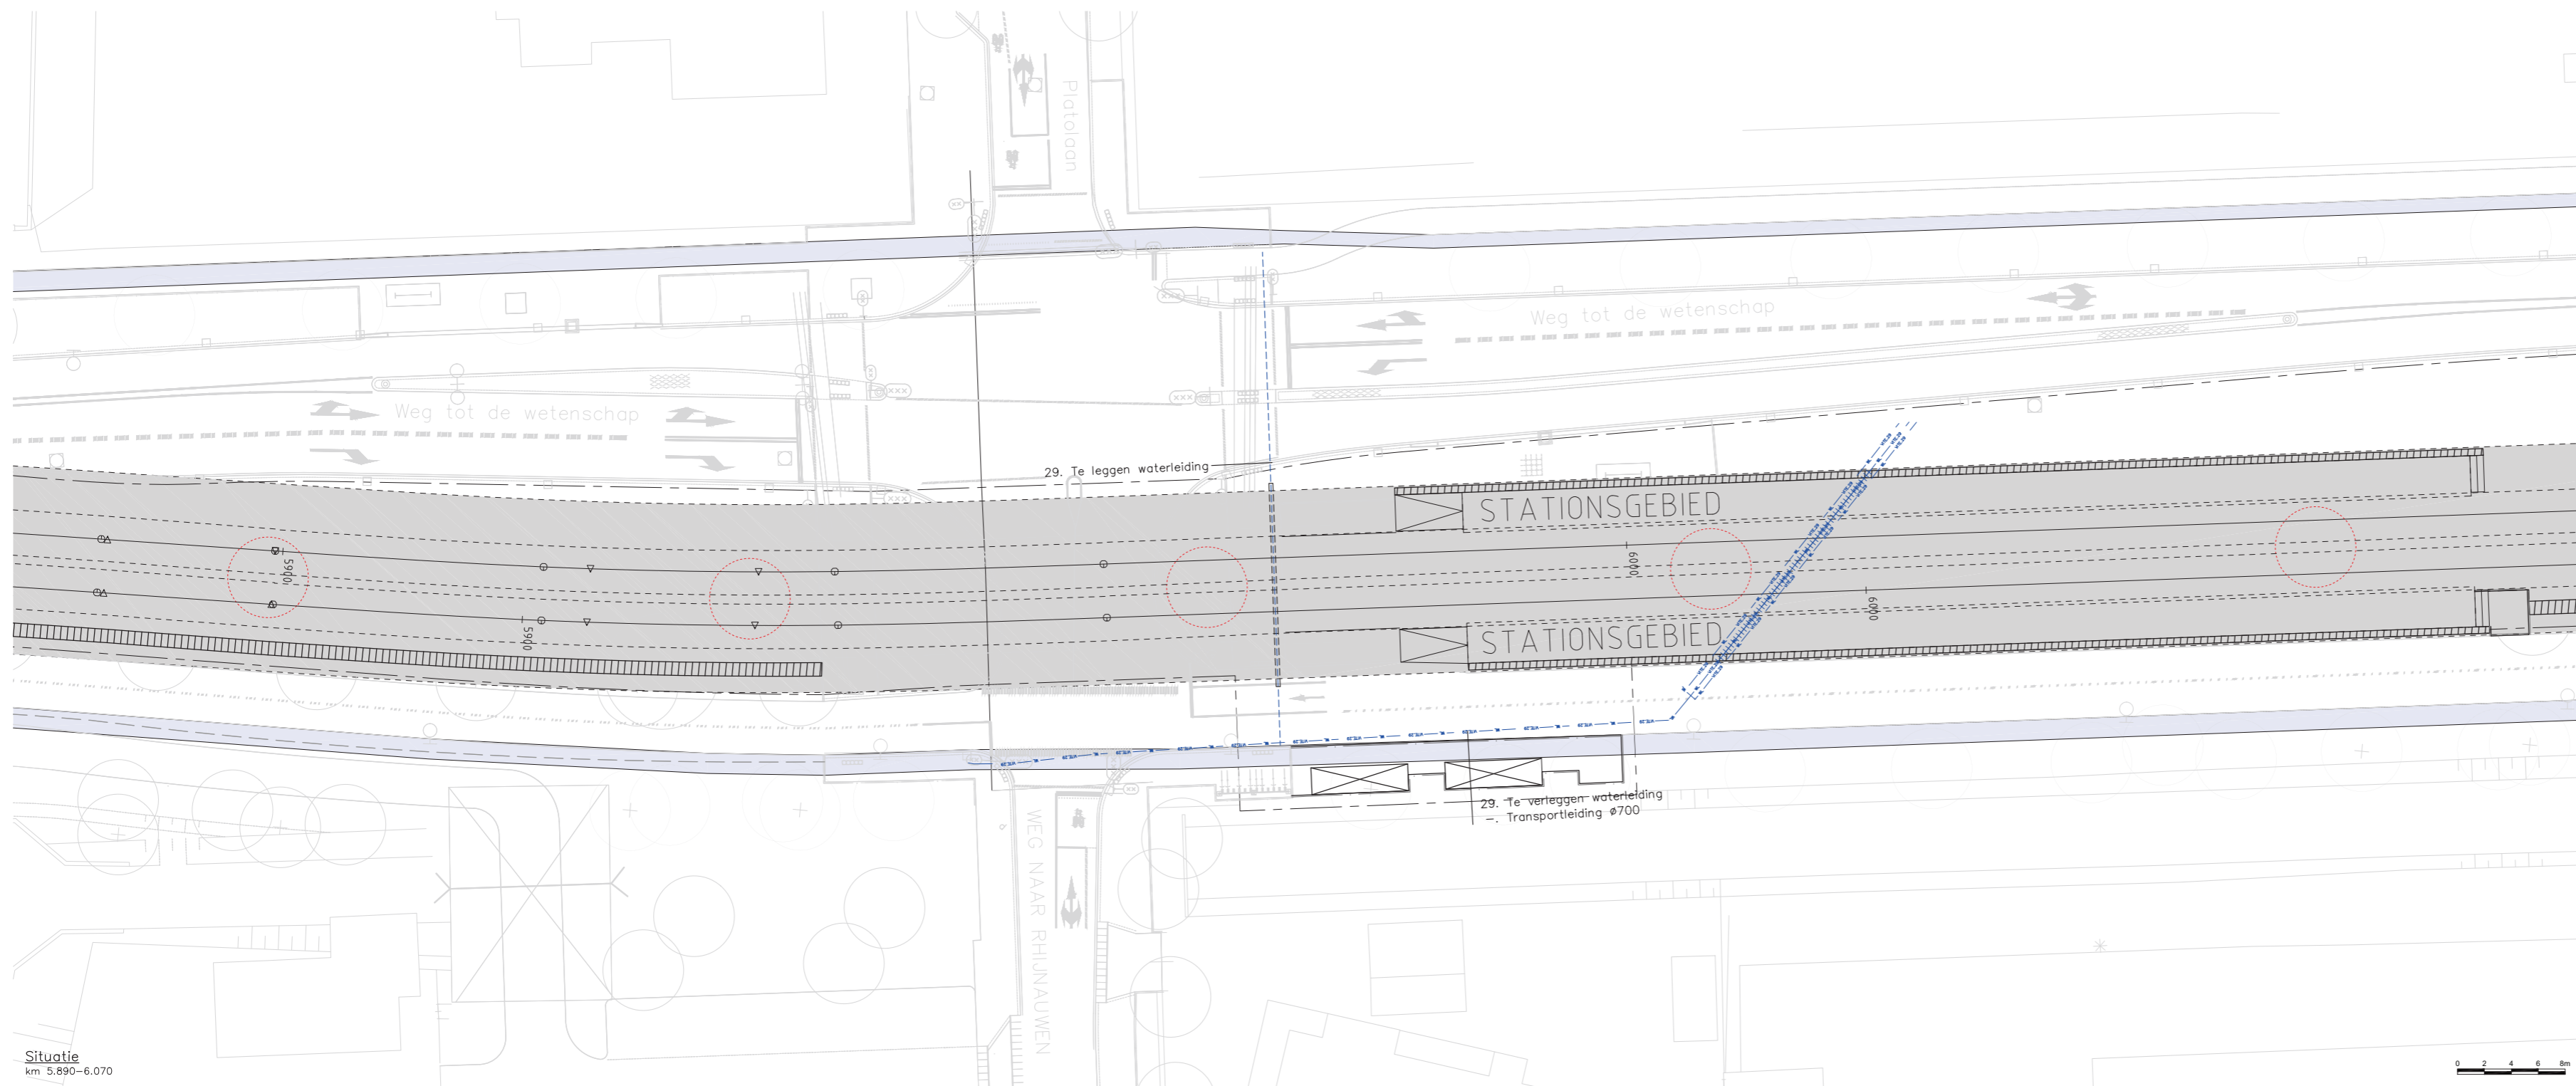 Platolaan
Weg tot de wetenschap
Weg tot de wetenschap
29. Te leggen waterleiding
STATIONSGEBIED
5900
6000
5900
6000
STATIONSGEBIED
29. Te verleggen waterleiding
–. Transportleiding ø700
WEG NAAR RHIJNAUWEN
Situatie
km 5.890–6.070
0 2 4 6 8m